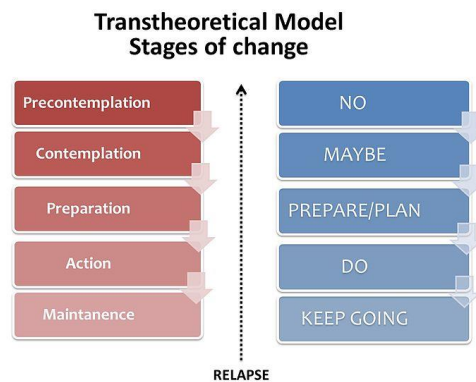 Transtheoretical Model
Stages of change
Precontemplation
Contemplation
Preparation
Action
Maintanence
NO
MAYBE
PREPARE/PLAN
DO
KEEP GOING
RELAPSE